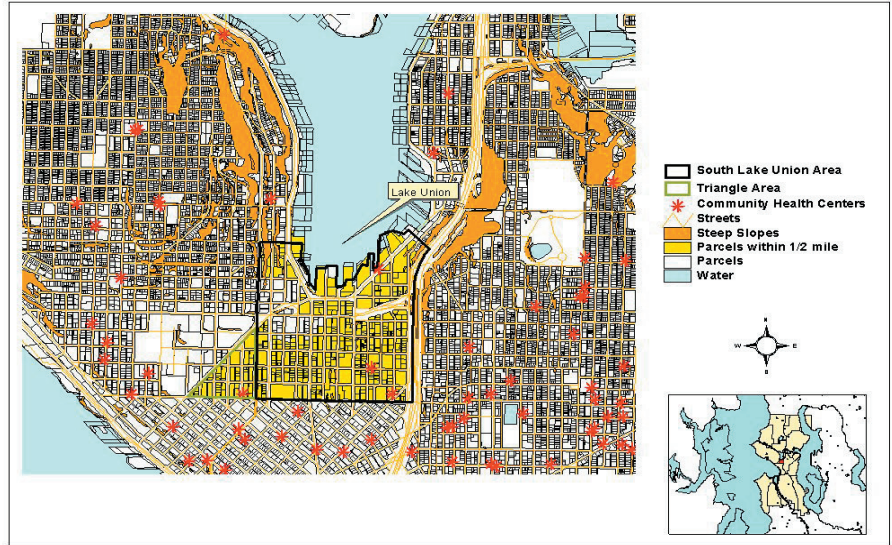 Lake Union
South Lake Union Area
Triangle Area
Community Health Centers
Streets
Steep Slopes
Parcels within 1/2 mile
Parcels
Water
N
W E
S